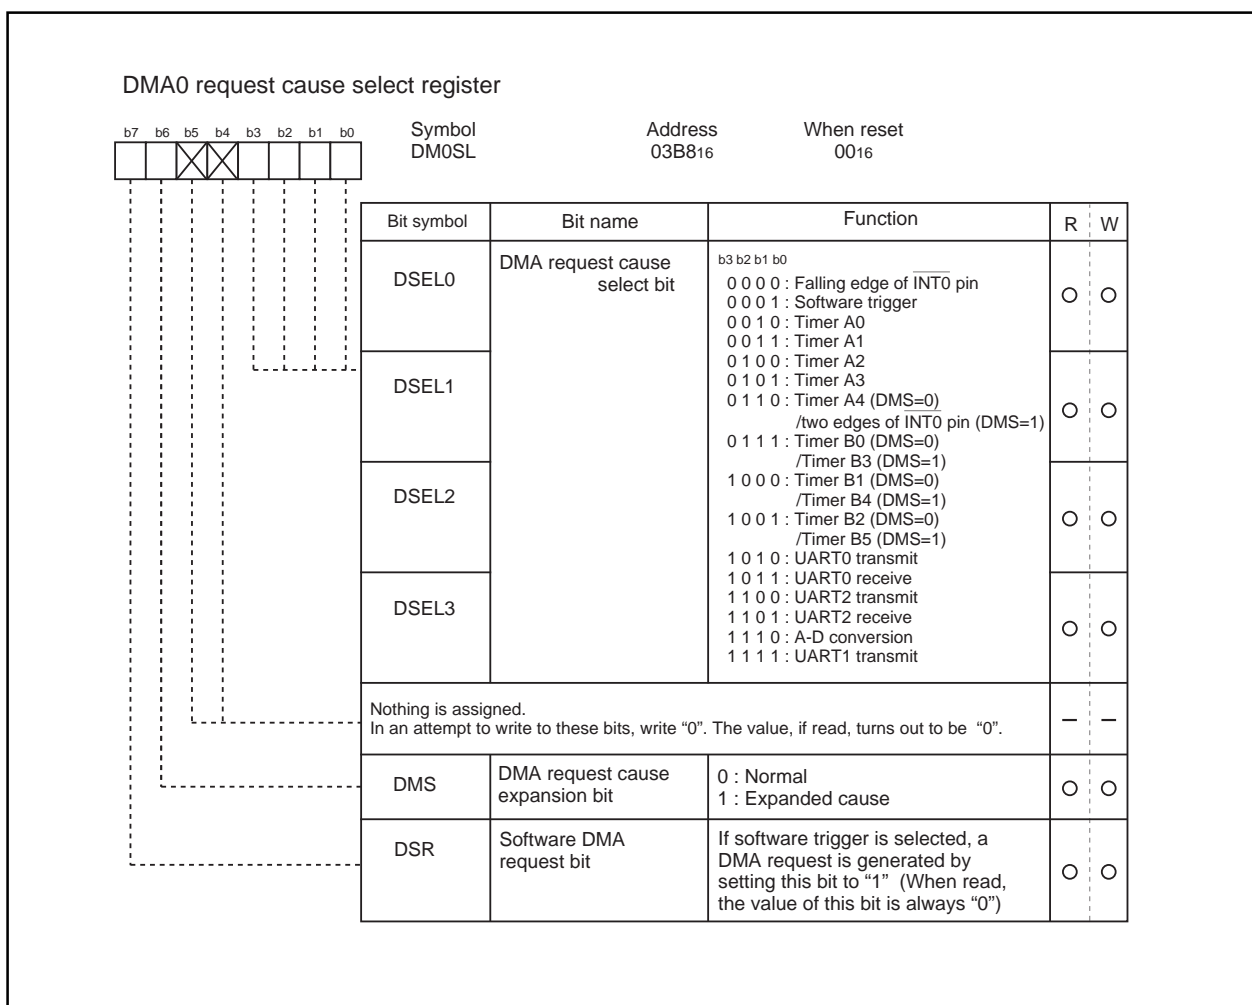 DMA0 request cause select register
b7 b6 b5 b4 b3 b2 b1 b0
Symbol Address When reset
DM0SL 03B816 0016
Bit symbol Bit name Function R W
DSEL0
DSEL1
DSEL2
DSEL3
DMA request cause
select bit
b3 b2 b1 b0
0 0 0 0 : Falling edge of INT0 pin
0 0 0 1 : Software trigger
0 0 1 0 : Timer A0
0 0 1 1 : Timer A1
0 1 0 0 : Timer A2
0 1 0 1 : Timer A3
0 1 1 0 : Timer A4 (DMS=0)
/two edges of INT0 pin (DMS=1)
0 1 1 1 : Timer B0 (DMS=0)
/Timer B3 (DMS=1)
1 0 0 0 : Timer B1 (DMS=0)
/Timer B4 (DMS=1)
1 0 0 1 : Timer B2 (DMS=0)
/Timer B5 (DMS=1)
1 0 1 0 : UART0 transmit
1 0 1 1 : UART0 receive
1 1 0 0 : UART2 transmit
1 1 0 1 : UART2 receive
1 1 1 0 : A-D conversion
1 1 1 1 : UART1 transmit
Nothing is assigned.
In an attempt to write to these bits, write “0”. The value, if read, turns out to be “0”.
DMS
DMA request cause
expansion bit
0 : Normal
1 : Expanded cause
DSR
Software DMA
request bit
If software trigger is selected, a
DMA request is generated by
setting this bit to “1” (When read,
the value of this bit is always “0”)